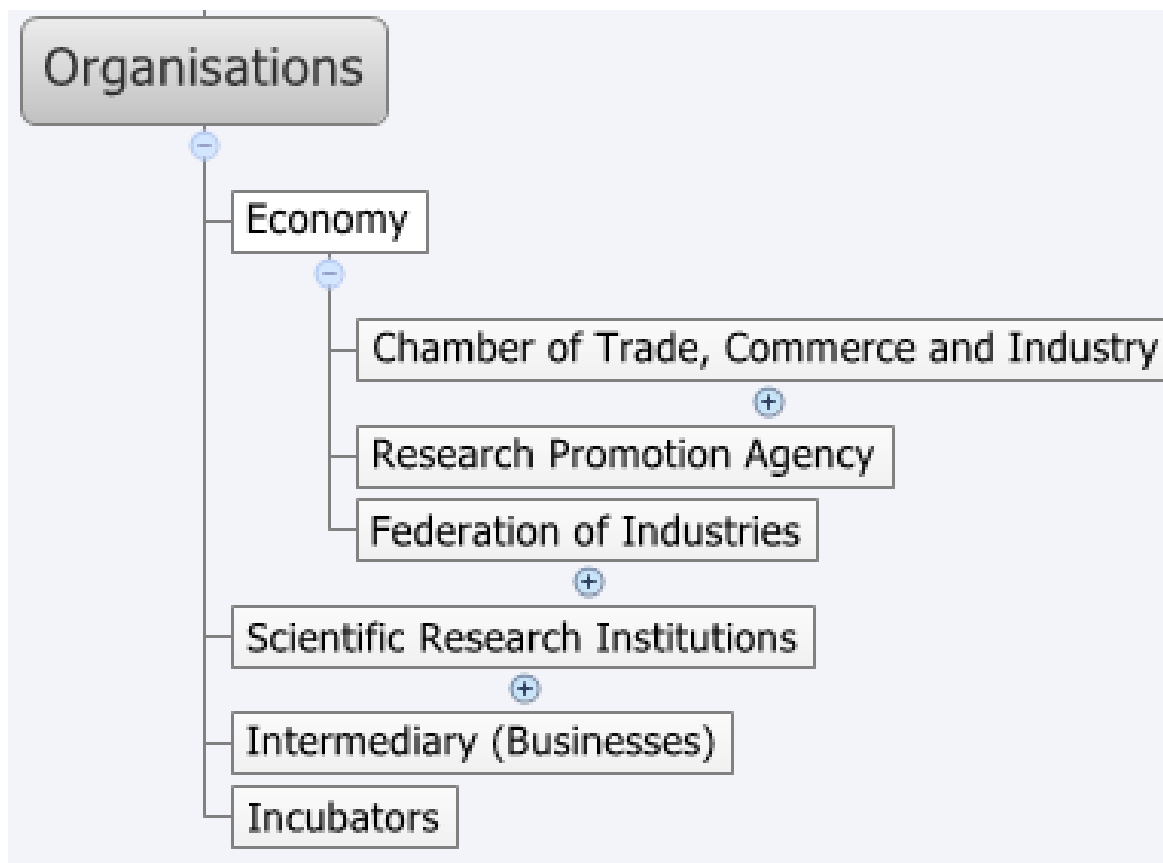 Organisations
Economy
Chamber of Trade, Commerce and Industry
Research Promotion Agency
Federation of Industries
Scientific Research Institutions
Intermediary (Businesses)
Incubators